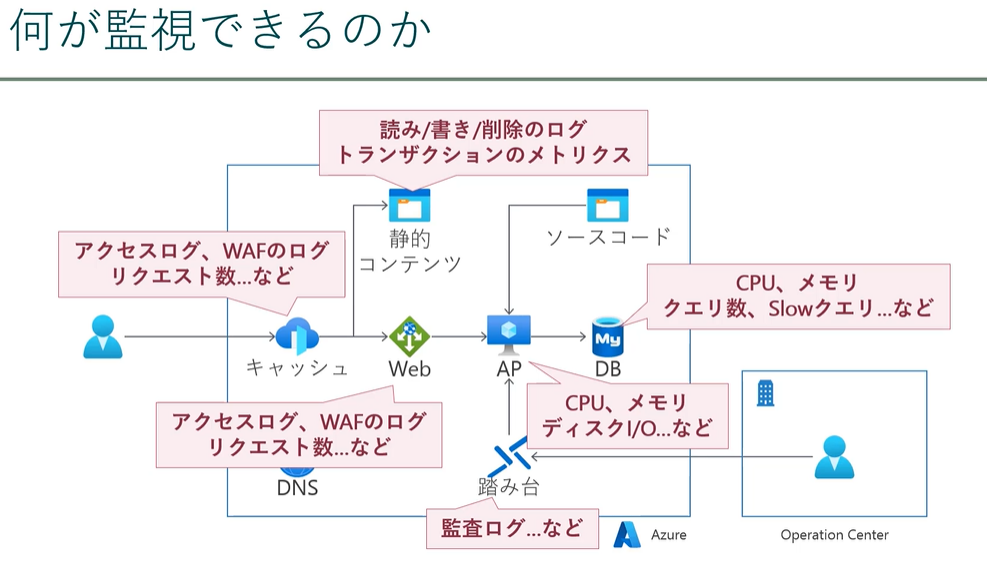 何が監視できるのか
読み/書き/削除のログ
トランザクションのメトリクス
静的
コンテンツ
ソースコード
アクセスログ、WAFのログ
リクエスト数…など
CPU、メモリ
クエリ数、Slowクエリ…など
My
キャッシュ
Web
AP
DB
アクセスログ、WAFのログ
リクエスト数…など
CPU、メモリ
ディスクI/O…など
DNS
踏み台
監査ログ…など
Azure
Operation Center